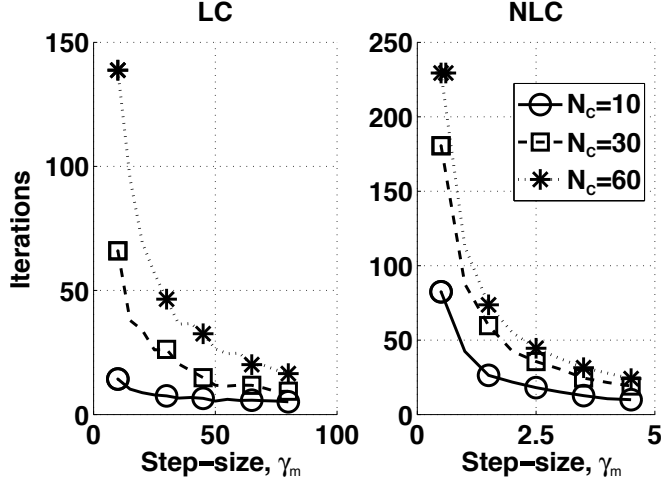 LC
NLC
150
100
50
0
Iterations
0
50
100
Step-size, γm
250
200
150
100
50
0
0
2.5
5
Step-size, γm
Nc=10
Nc=30
Nc=60